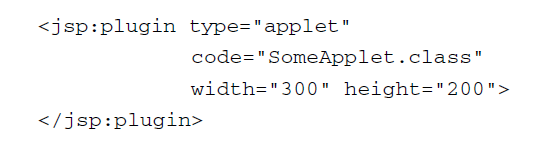 <jsp:plugin type="applet"
            code="SomeApplet.class"
            width="300" height="200">
</jsp:plugin>